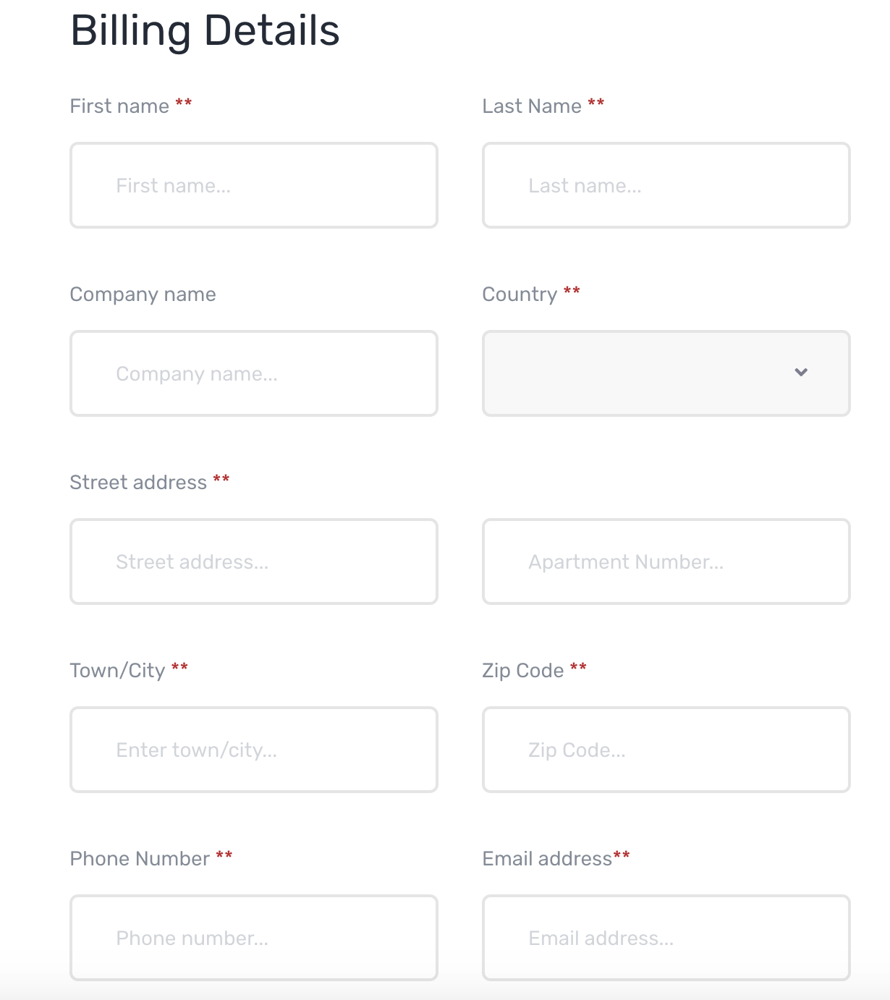 Billing Details
First name **
Last Name **
First name...
Last name...
Company name
Country **
Company name...
Street address **
Street address...
Apartment Number...
Town/City **
Zip Code **
Enter town/city...
Zip Code...
Phone Number **
Email address**
Phone number...
Email address...